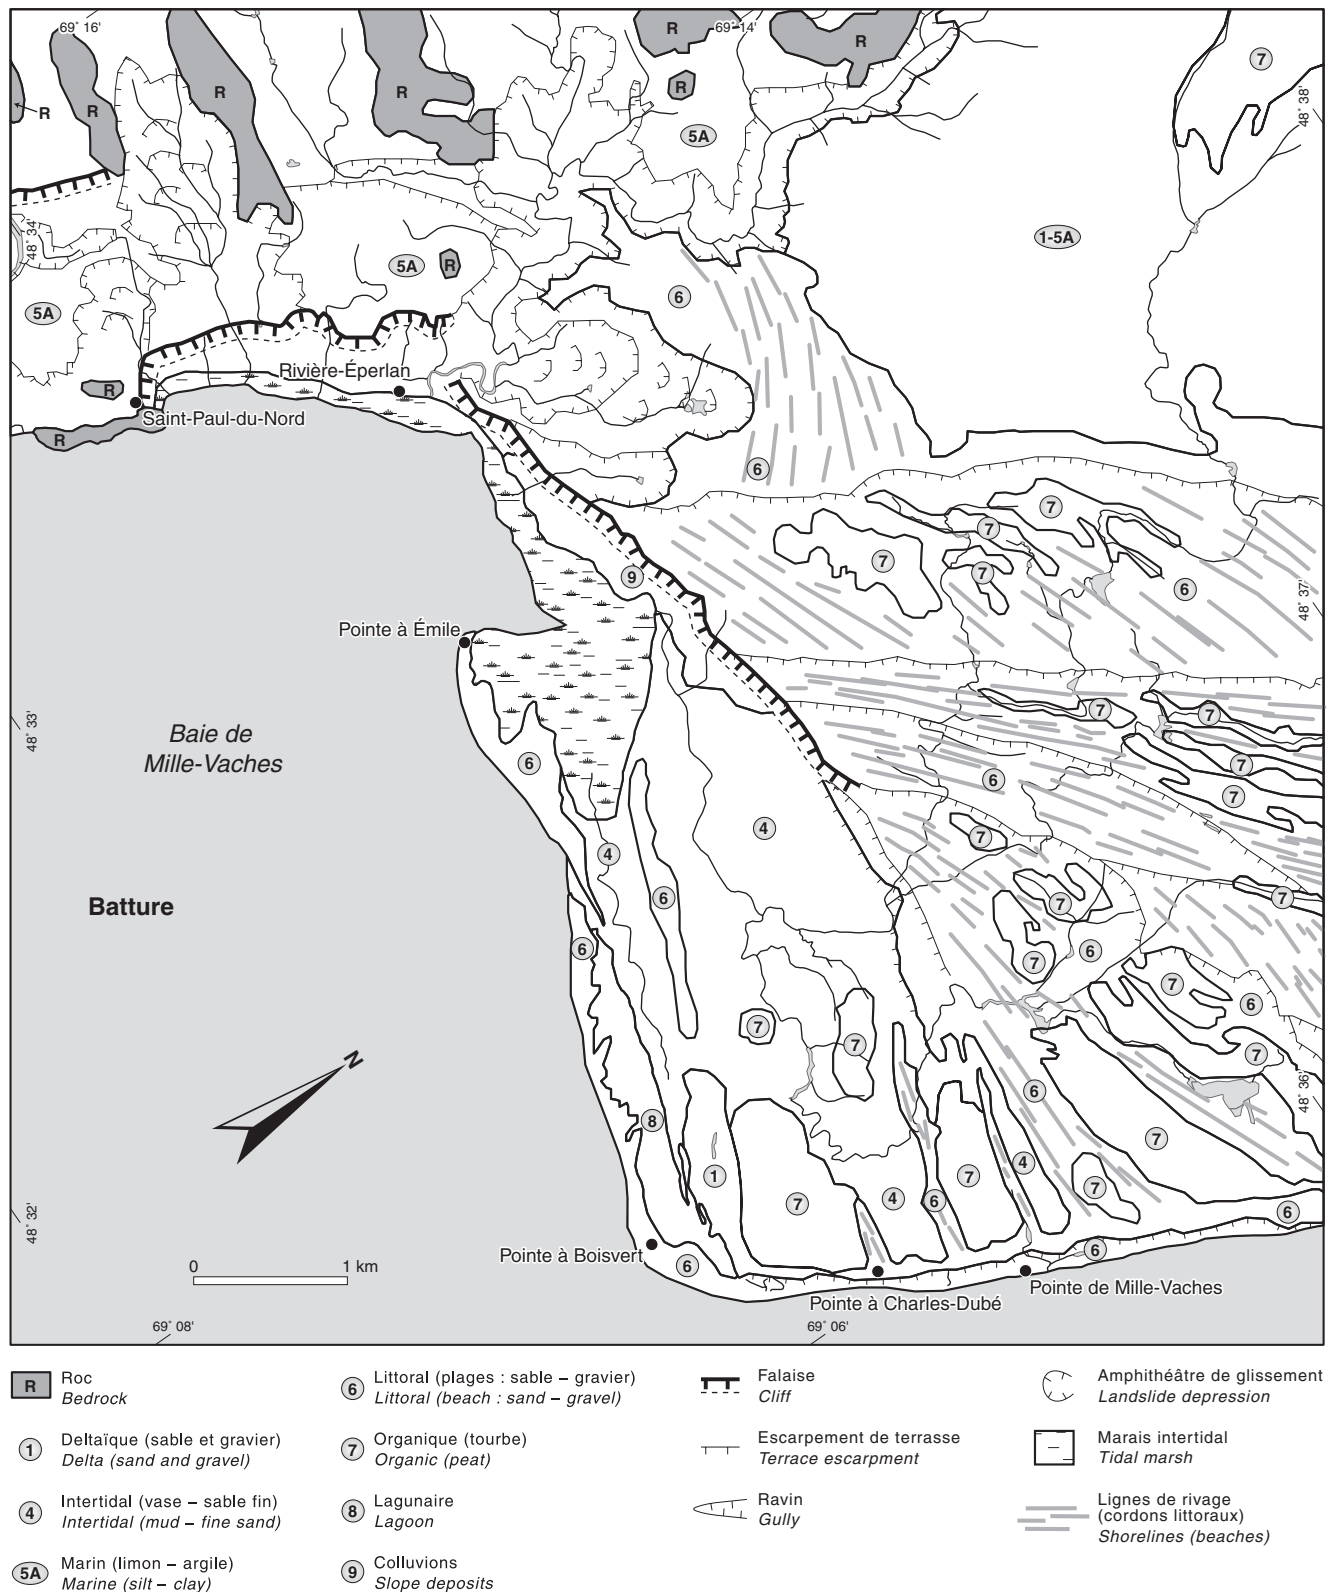 69° 16'
69° 14'
R
R
7
R
R
R
R
R
R
48° 38'
5A
48° 34'
1-5A
5A
R
6
5A
Rivière-Éperlan
R
Saint-Paul-du-Nord
R
6
7
7
7
9
7
6
48° 37'
Pointe à Émile
7
7
48° 33'
Baie de
Mille-Vaches
6
7
6
7
4
7
4
6
7
7
Batture
6
7
6
7
7
6
7
7
7
N
6
48° 36'
8
7
4
1
7
7
7
4
6
6
48° 32'
Pointe à Boisvert
6
6
0 1 km
Pointe de Mille-Vaches
Pointe à Charles-Dubé
69° 08'
69° 06'
R Roc
Bedrock
1 Deltaïque (sable et gravier)
Delta (sand and gravel)
4 Intertidal (vase – sable fin)
Intertidal (mud – fine sand)
5A Marin (limon – argile)
Marine (silt – clay)
6 Littoral (plages : sable – gravier)
Littoral (beach : sand – gravel)
7 Organique (tourbe)
Organic (peat)
8 Lagunaire
Lagoon
9 Colluvions
Slope deposits
Falaise
Cliff
Escarpement de terrasse
Terrace escarpment
Ravin
Gully
Amphithéâtre de glissement
Landslide depression
Marais intertidal
Tidal marsh
Lignes de rivage
(cordons littoraux)
Shorelines (beaches)